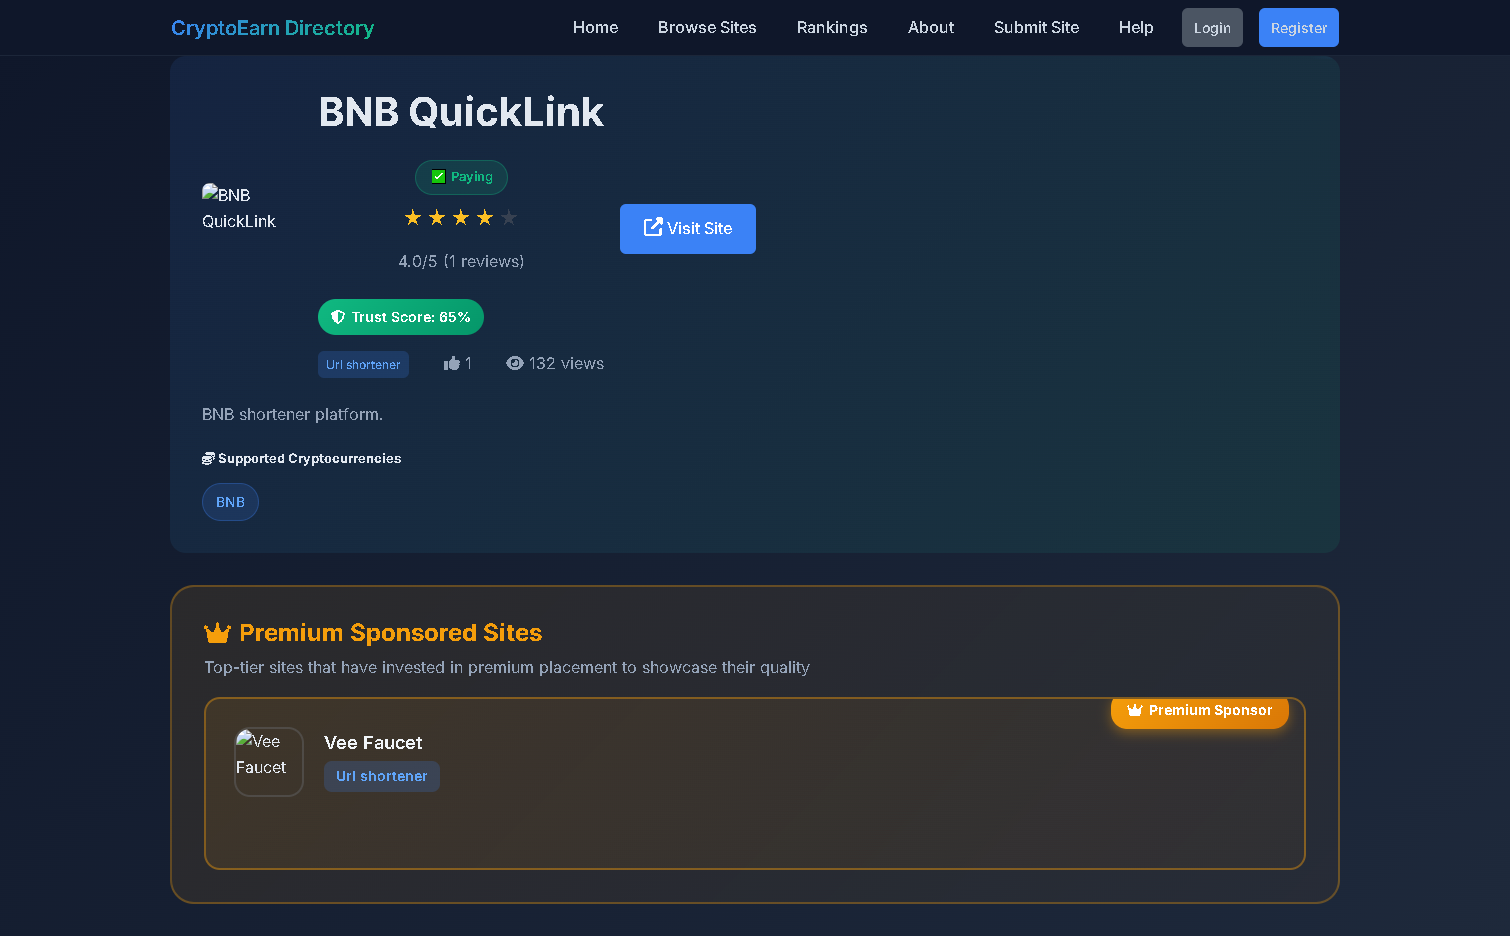 CryptoEarn Directory
Home
Browse Sites
Rankings
About
Submit Site
Help
Login
Register
BNB QuickLink
BNB
QuickLink
✅ Paying
★★★★★
4.0/5 (1 reviews)
Visit Site
Trust Score: 65%
Url shortener
1
132 views
BNB shortener platform.
Supported Cryptocurrencies
BNB
Premium Sponsored Sites
Top-tier sites that have invested in premium placement to showcase their quality
Premium Sponsor
Vee
Faucet
Vee Faucet
Url shortener